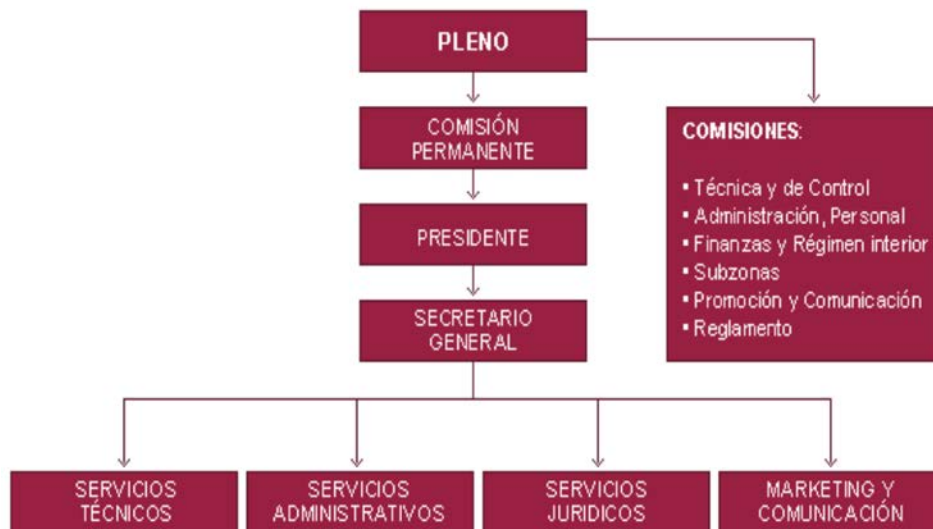 PLENO
COMISIÓN
PERMANENTE
PRESIDENTE
SECRETARIO
GENERAL
COMISIONES:
▪ Técnica y de Control
▪ Administración, Personal
▪ Finanzas y Régimen interior
▪ Subzonas
▪ Promoción y Comunicación
▪ Reglamento
SERVICIOS
TÉCNICOS
SERVICIOS
ADMINISTRATIVOS
SERVICIOS
JURIDICOS
MARKETING Y
COMUNICACIÓN